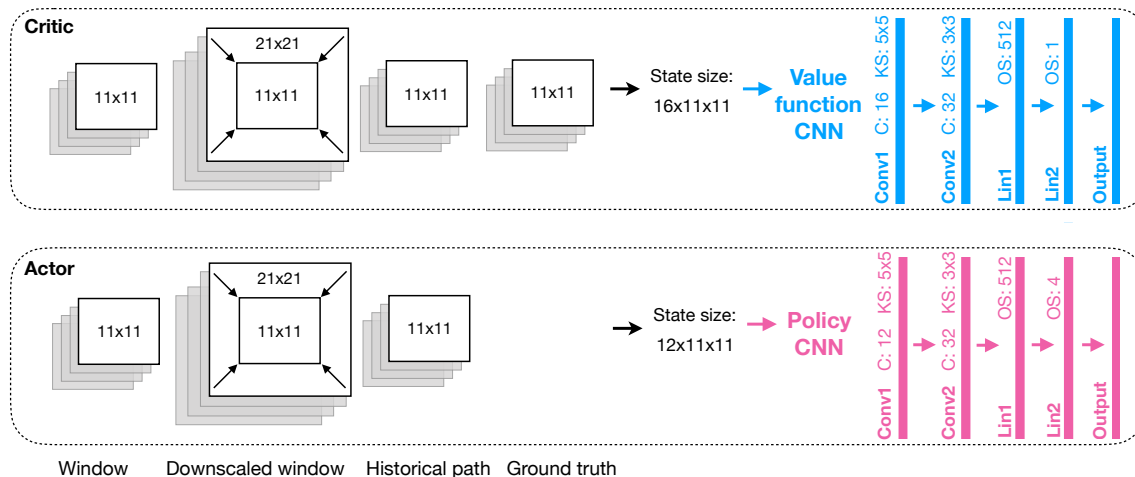 Critic
11x11
21x21
11x11
11x11
11x11
State size:
16x11x11
Value
function
CNN
Conv1 C: 16 KS: 5x5
Conv2 C: 32 KS: 3x3
Lin1 OS: 512
Lin2 OS: 1
Output
Actor
11x11
21x21
11x11
11x11
State size:
12x11x11
Policy
CNN
Conv1 C: 12 KS: 5x5
Conv2 C: 32 KS: 3x3
Lin1 OS: 512
Lin2 OS: 4
Output
Window Downscaled window Historical path Ground truth